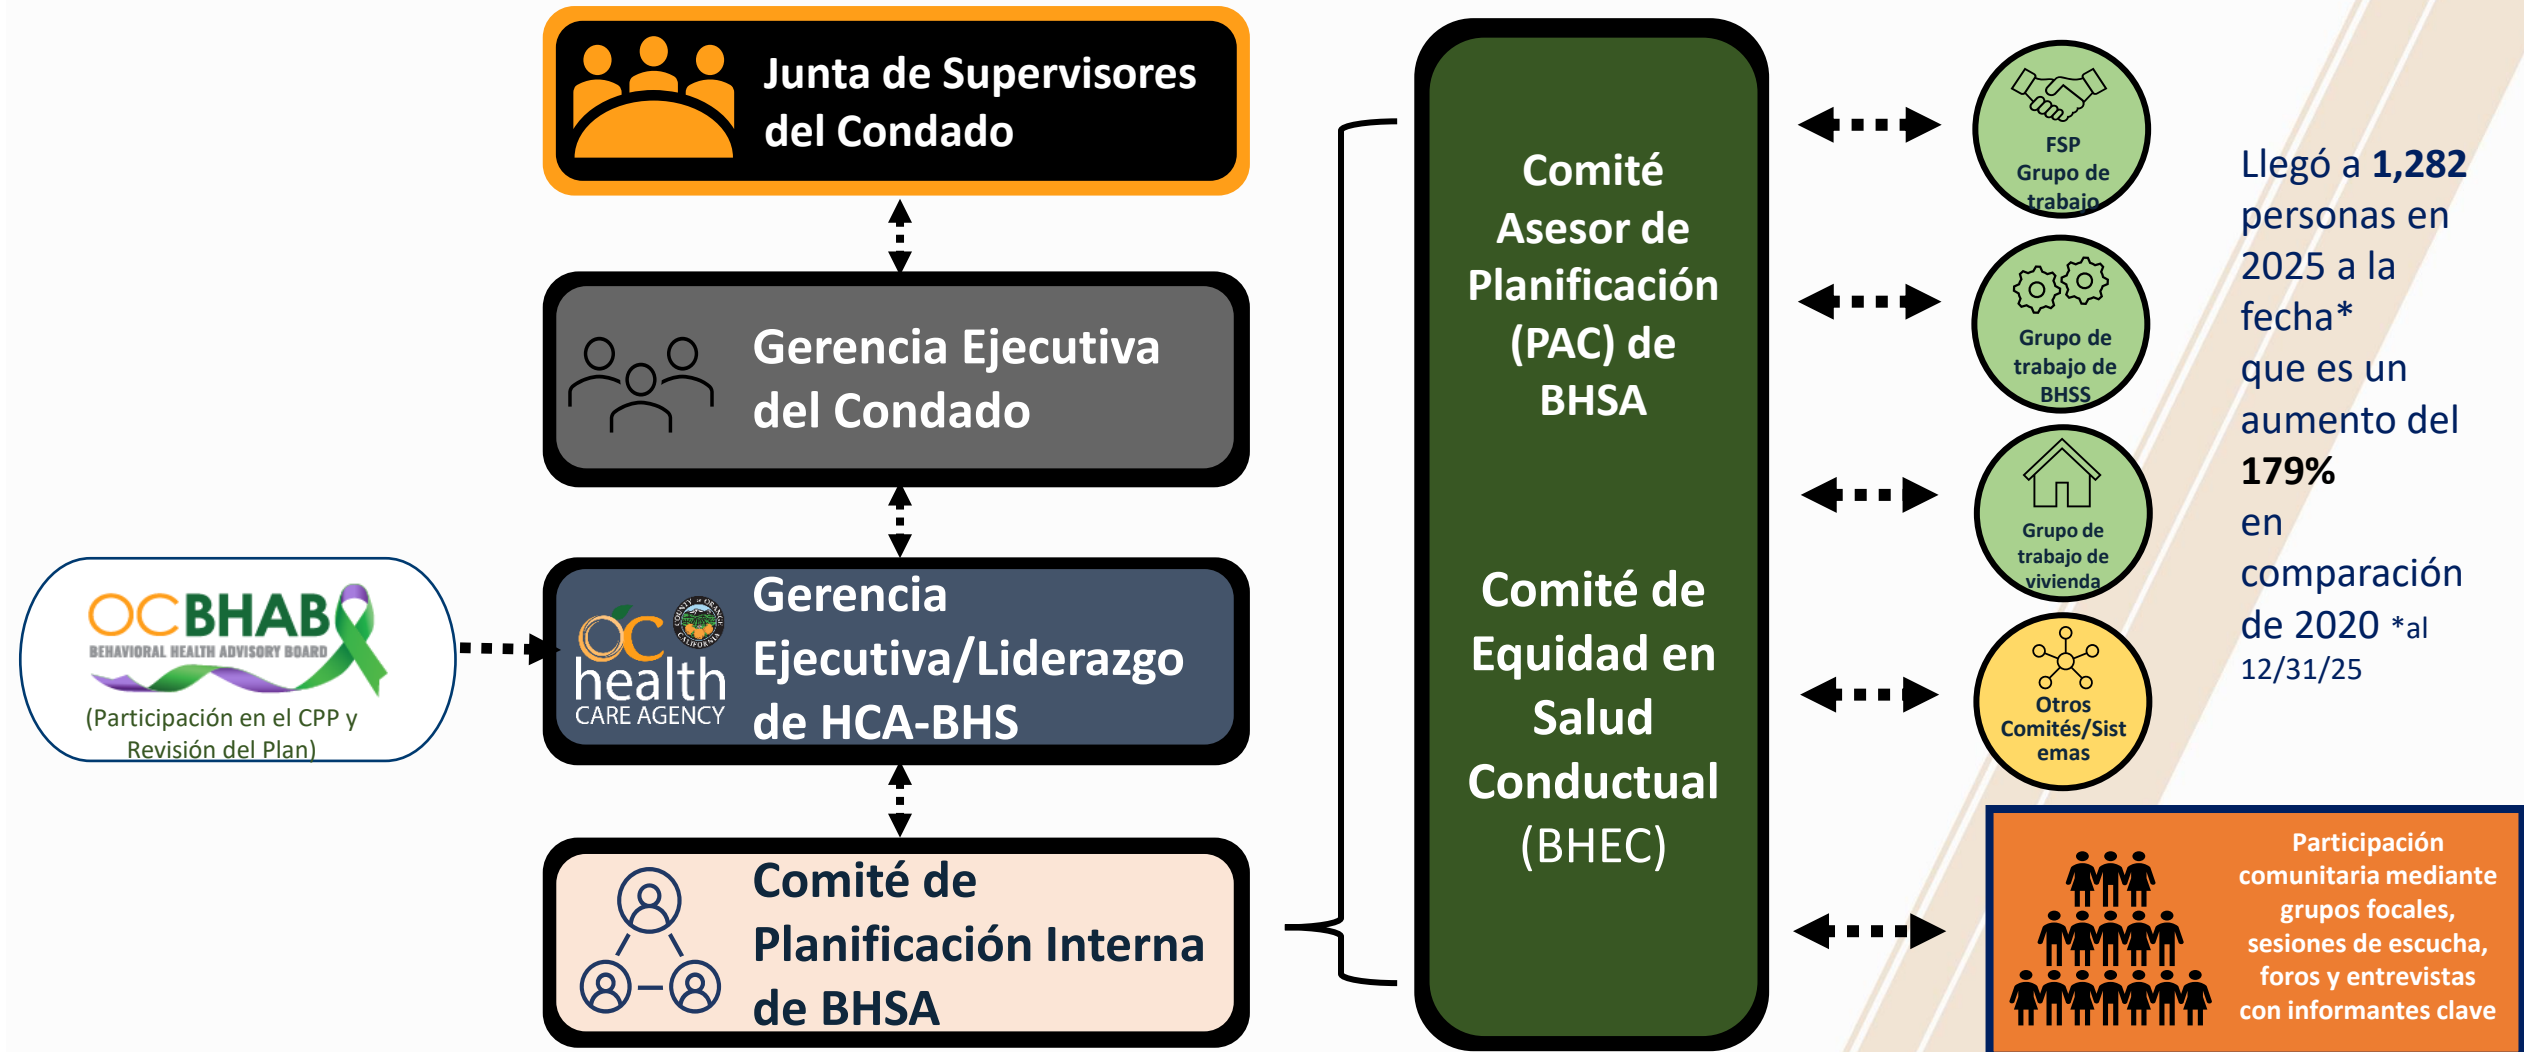 Junta de Supervisores
del Condado
Gerencia Ejecutiva
del Condado
OCBHAB
BEHAVIORAL HEALTH ADVISORY BOARD
(Participación en el CPP y
Revisión del Plan)
OC
health
CARE AGENCY
COUNTY OF ORANGE
CALIFORNIA
Gerencia
Ejecutiva/Liderazgo
de HCA-BHS
Comité de
Planificación Interna
de BHSA
Comité
Asesor de
Planificación
(PAC) de
BHSA
Comité de
Equidad en
Salud
Conductual
(BHEC)
FSP
Grupo de
trabajo
Grupo de
trabajo de
BHSS
Grupo de
trabajo de
vivienda
Otros
Comités/Sist
emas
Llegó a 1,282
personas en
2025 a la
fecha*
que es un
aumento del
179%
en
comparación
de 2020 *al
12/31/25
Participación
comunitaria mediante
grupos focales,
sesiones de escucha,
foros y entrevistas
con informantes clave